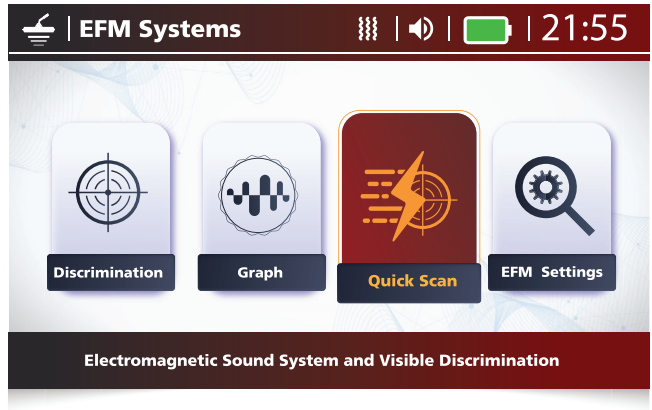 EFM Systems
21:55
Discrimination
Graph
Quick Scan
EFM Settings
Electromagnetic Sound System and Visible Discrimination